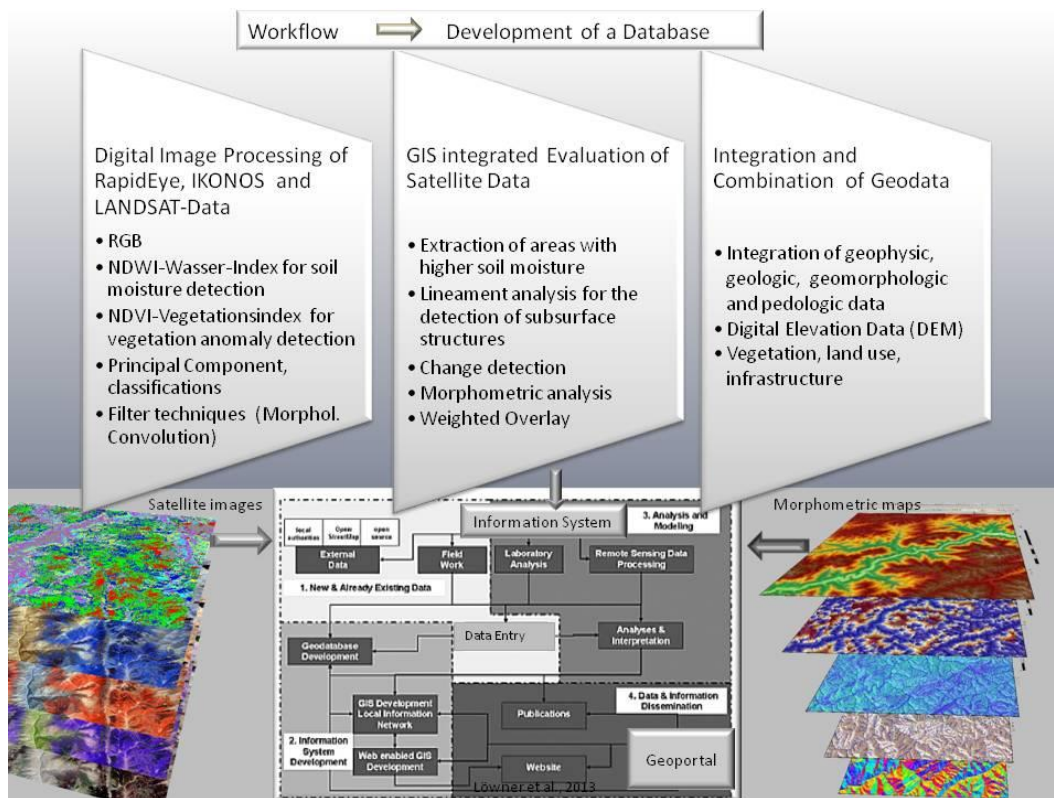 Workflow Development of a Database
Digital Image Processing of
RapidEye, IKONOS and
LANDSAT-Data
• RGB
• NDWI-Wasser-Index for soil
moisture detection
• NDVI-Vegetationsindex for
vegetation anomaly detection
• Principal Component,
classifications
• Filter techniques (Morphol.
Convolution)
GIS integrated Evaluation of
Satellite Data
• Extraction of areas with
higher soil moisture
• Lineament analysis for the
detection of subsurface
structures
• Change detection
• Morphometric analysis
• Weighted Overlay
Integration and
Combination of Geodata
• Integration of geophysic,
geologic, geomorphologic
and pedologic data
• Digital Elevation Data (DEM)
• Vegetation, land use,
infrastructure
Satellite images
Information System
3. Analysis and
Modeling
Morphometric maps
local
authorities
Open
StreetMap
open
source
External
Data
Field
Work
Laboratory
Analysis
Remote Sensing Data
Processing
1. New & Already Existing Data
Data Entry
Geodatabase
Development
Analyses &
Interpretation
GIS Development
Local Information
Network
Publications
4. Data & Information
Dissemination
2. Information
System
Development
Web enabled GIS
Development
Website
Geoportal
Löwner et al., 2013